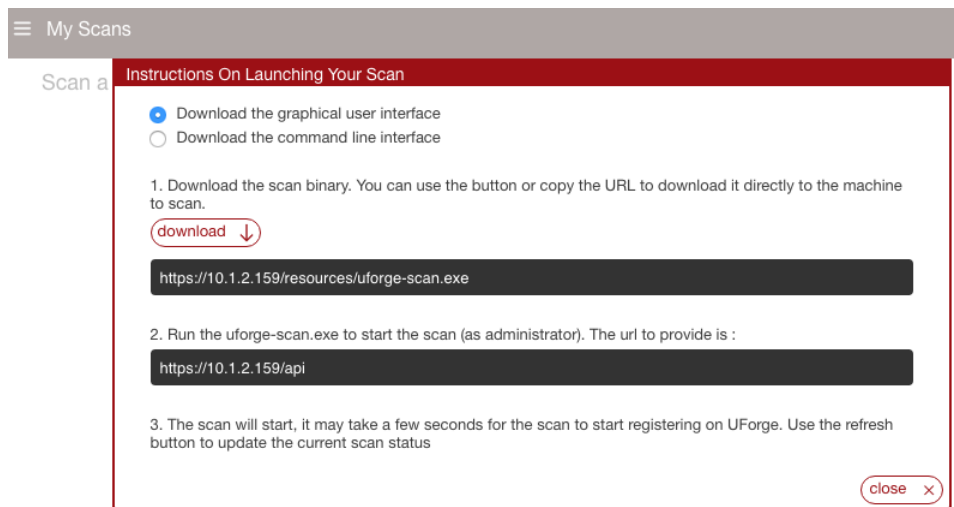 My Scans
Scan a
Instructions On Launching Your Scan
Download the graphical user interface
Download the command line interface
1. Download the scan binary. You can use the button or copy the URL to download it directly to the machine
to scan.
download
https://10.1.2.159/resources/uforge-scan.exe
2. Run the uforge-scan.exe to start the scan (as administrator). The url to provide is :
https://10.1.2.159/api
3. The scan will start, it may take a few seconds for the scan to start registering on UForge. Use the refresh
button to update the current scan status
close